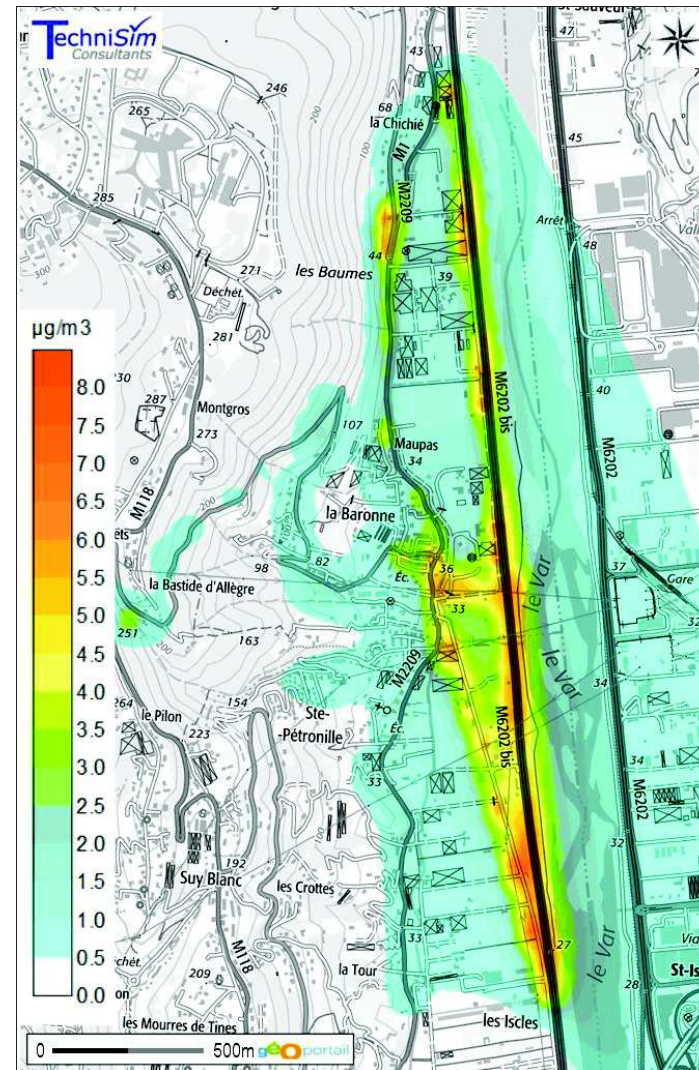 TechniSim
Consultants
246
265
285
300
271
Déchet.
281
287
Montgros
273
M118
200
200
100
68
43
la Chichié
M1
M2209
44
les Baumes
39
St-Sauveur
47
45
Arrêt
48
40
M6202 bis
M6202
107
Maupas
34
la Baronne
98
82
Éc.
36
33
la Bastide d'Allègre
251
163
le Var
le Var
37
Gare
32
34
M2209
264
le Pilon
223
154
Ste-
-Pétronille
Éc.
33
M6202 bis
34
M6202
32
192
Suy Blanc
les Crottes
100
M118
la Tour
33
209
les Mourres de Tines
les Iscles
27
le Var
Via
St-Is
28
µg/m3
8.0
7.0
6.0
5.5
5.0
4.5
4.0
3.5
3.0
2.5
2.0
1.5
1.0
0.5
0.0
0 500m géoportail